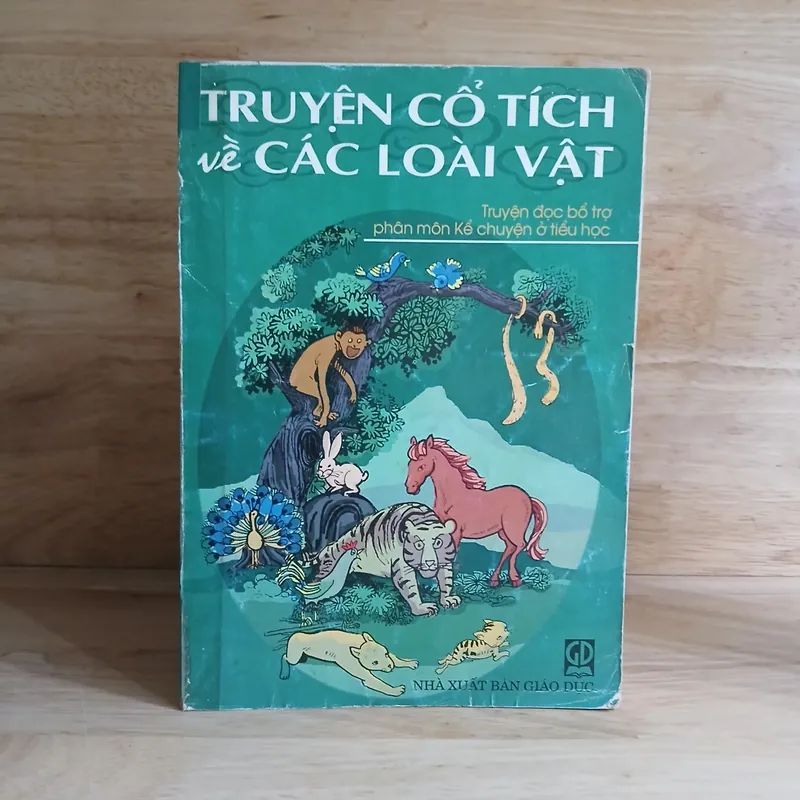 TRUYỆN CỔ TÍCH
về CÁC LOÀI VẬT
Truyện đọc bổ trợ
phân môn Kể chuyện ở tiểu học
GD
NHÀ XUẤT BẢN GIÁO DỤC